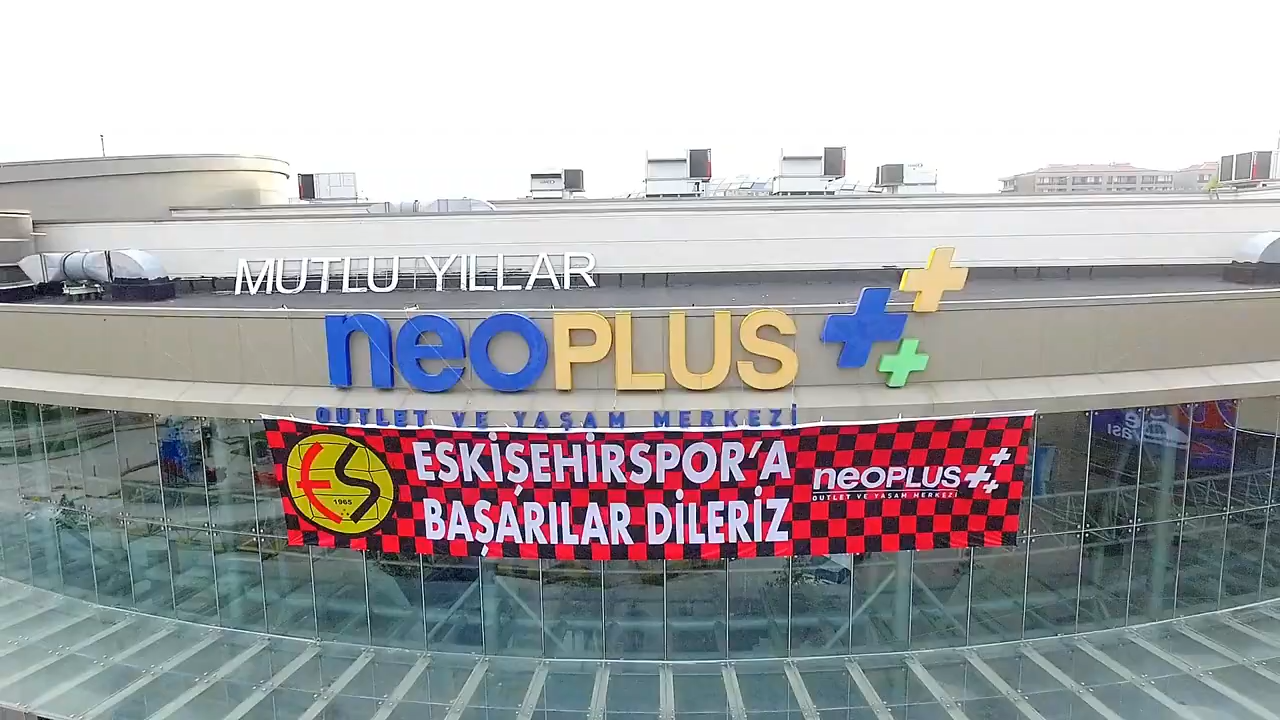 MUTLU YILLAR
neoPLUS
OUTLET VE YAŞAM MERKEZİ
ES
1965
ESKİŞEHİRSPOR'A
BAŞARILAR DİLERİZ
neoPLUS
OUTLET VE YAŞAM MERKEZİ